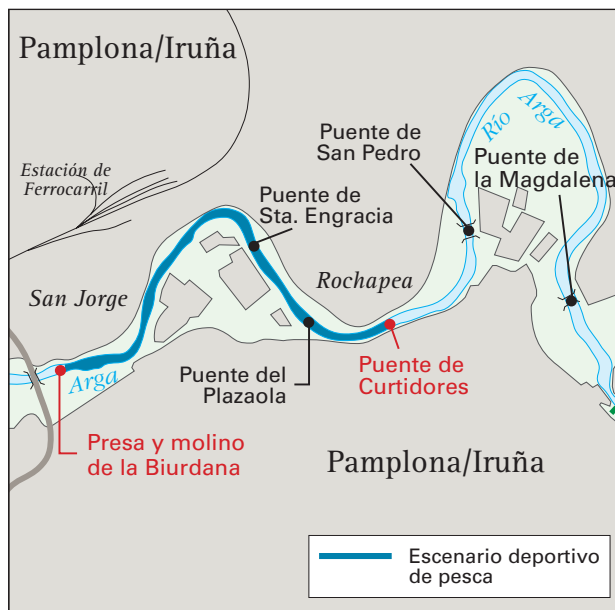 Pamplona/Iruña
Río
Arga
Puente de
San Pedro
Puente de
la Magdalena
Estación de
Ferrocarril
Puente de
Sta. Engracia
Rochapea
San Jorge
Puente de
Curtidores
Puente del
Plazaola
Arga
Presa y molino
de la Biurdana
Pamplona/Iruña
Escenario deportivo
de pesca